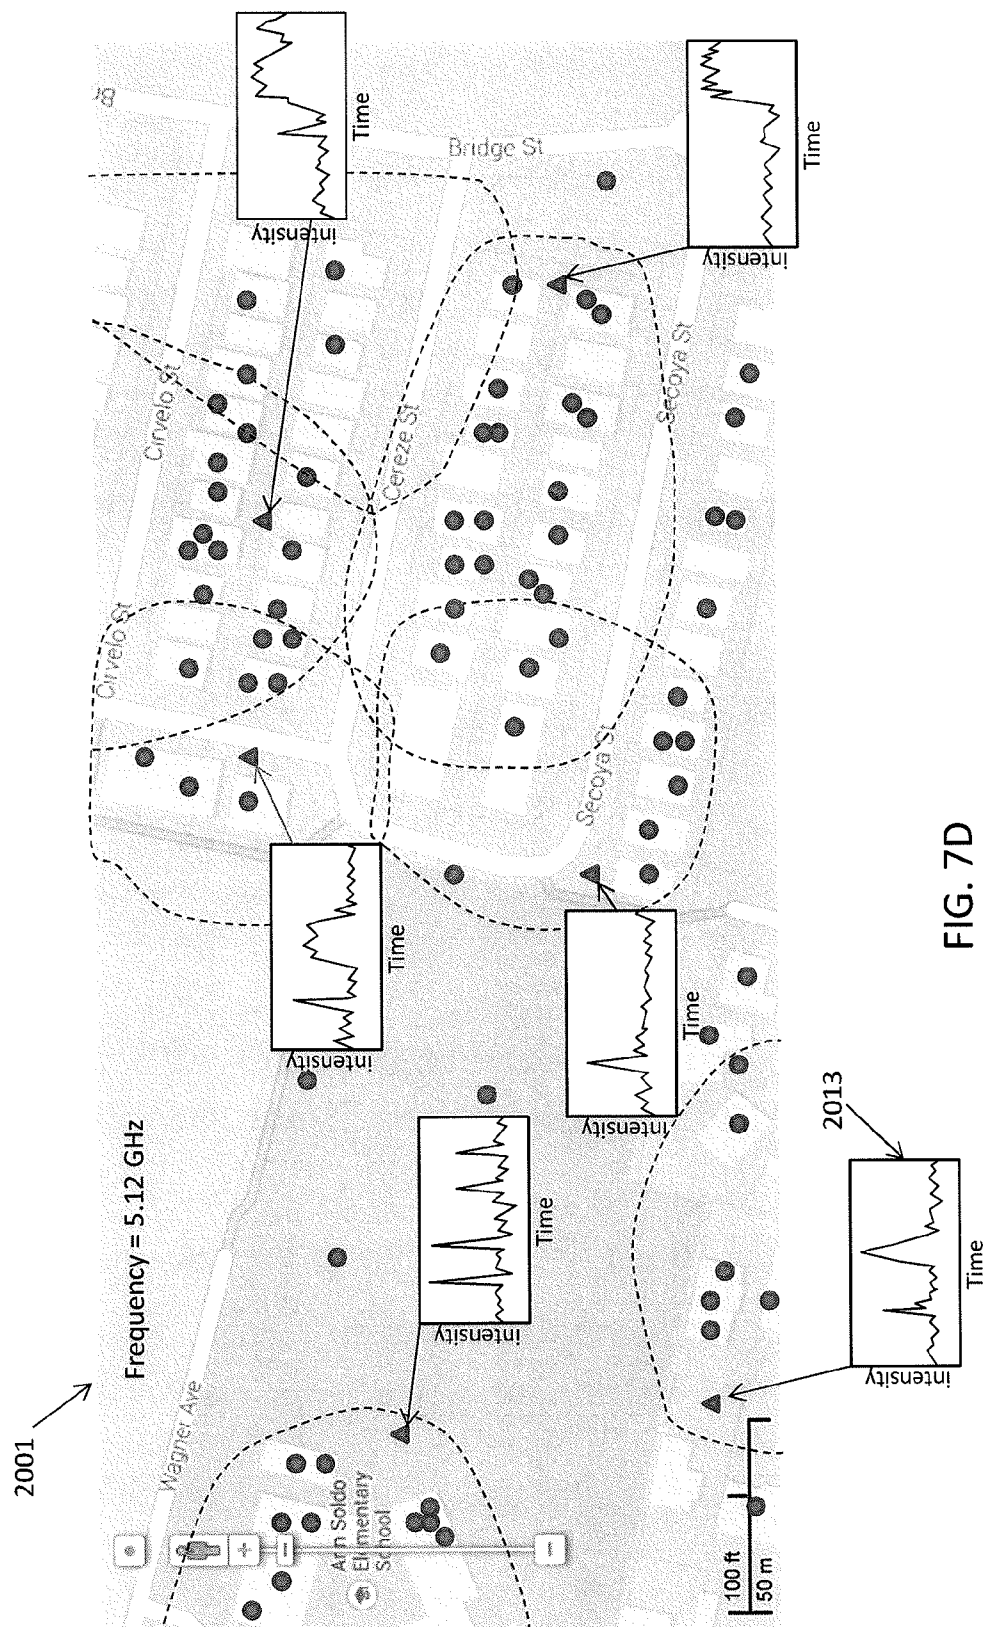 2001
Frequency = 5.12 GHz
Wagner Ave
Cirvelo St
Cirvelo St
Cereze St
Bridge St
Secoya St
Secoya St
Ann Soldo
Elementary
School
+
−
−
intensity
Time
intensity
Time
intensity
Time
intensity
Time
intensity
Time
intensity
Time
2013
100 ft
50 m
FIG. 7D